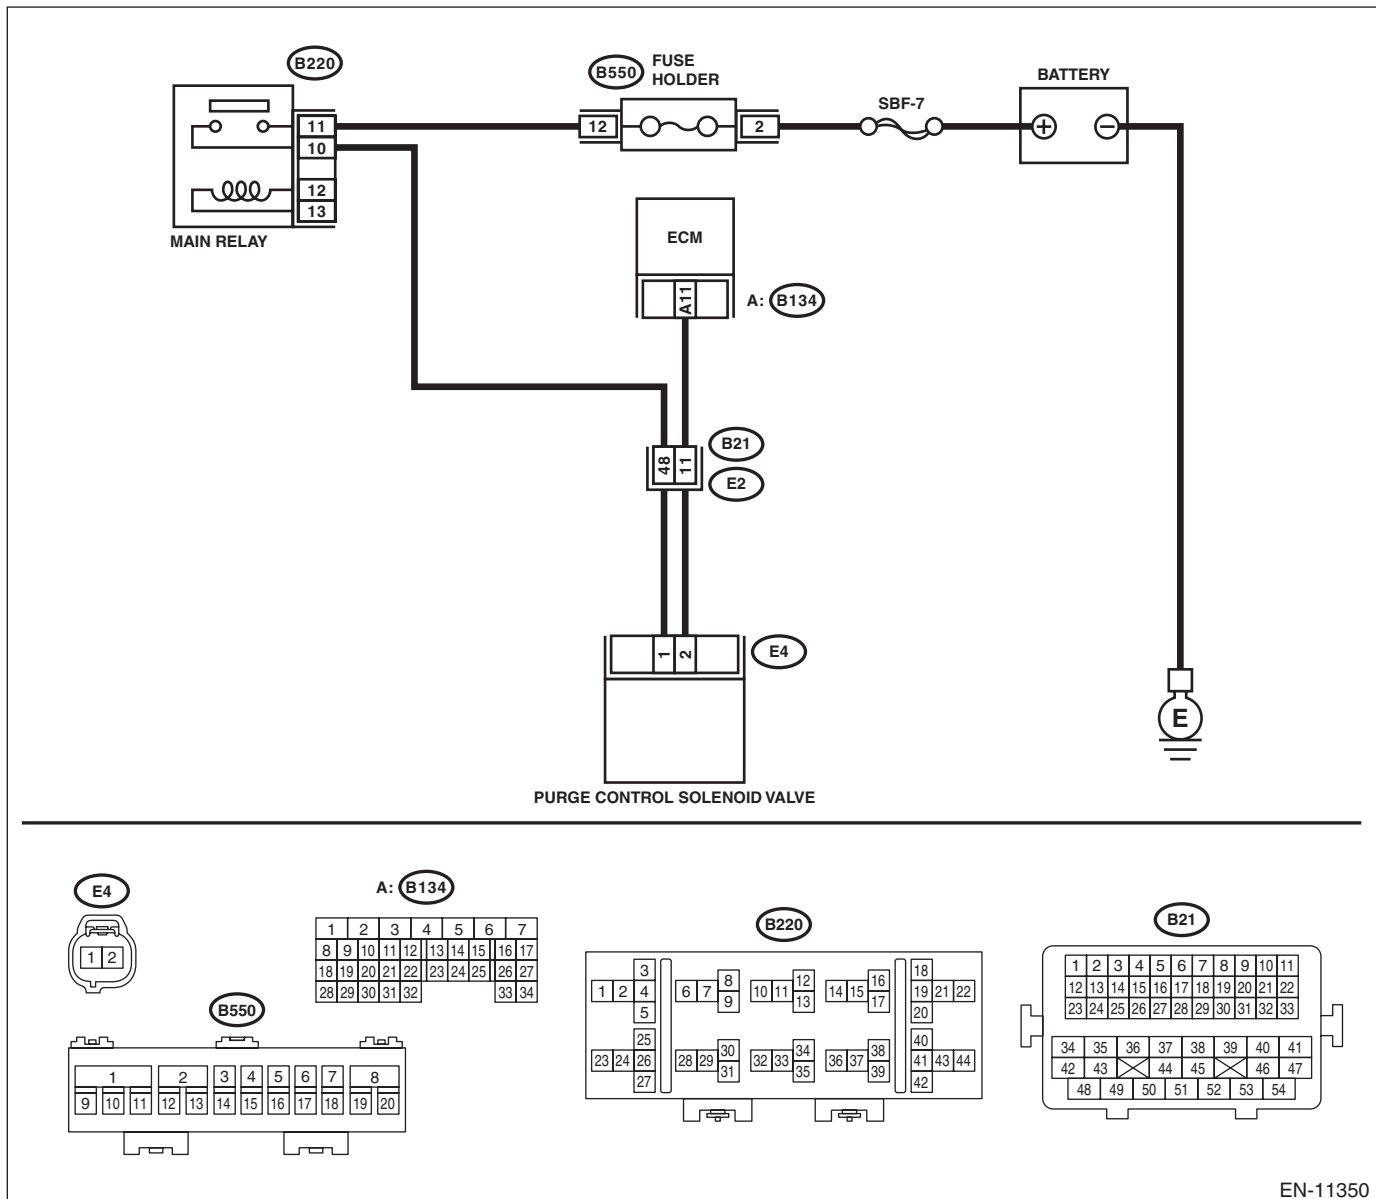 B220
B550 FUSE HOLDER
BATTERY
SBF-7
11
10
12
13
12
2
+ −
MAIN RELAY
ECM
A11
A: B134
48 11
B21
E2
1 2
E4
E
PURGE CONTROL SOLENOID VALVE
E4
1 2
A: B134
1 2 3 4 5 6 7
8 9 10 11 12 13 14 15 16 17
18 19 20 21 22 23 24 25 26 27
28 29 30 31 32 33 34
B550
1 2 3 4 5 6 7 8
9 10 11 12 13 14 15 16 17 18 19 20
B220
3 8 12 16 18
1 2 4 6 7 10 11 14 15 19 21 22
5 9 13 17 20
25 30 34 38 40
23 24 26 28 29 32 33 36 37 41 43 44
27 31 35 39 42
B21
1 2 3 4 5 6 7 8 9 10 11
12 13 14 15 16 17 18 19 20 21 22
23 24 25 26 27 28 29 30 31 32 33
34 35 36 37 38 39 40 41
42 43 44 45 46 47
48 49 50 51 52 53 54
EN-11350